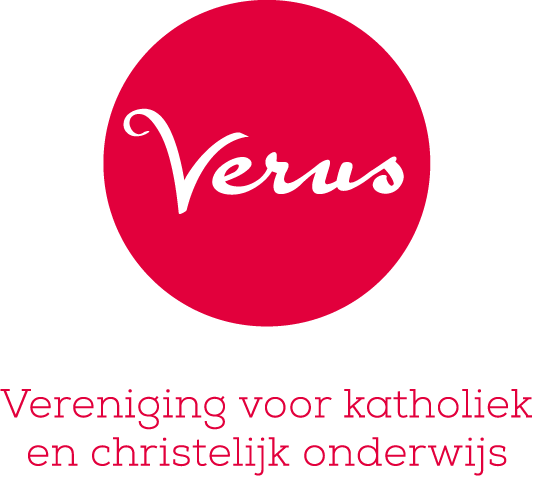 Verus
Vereniging voor katholiek
en christelijk onderwijs